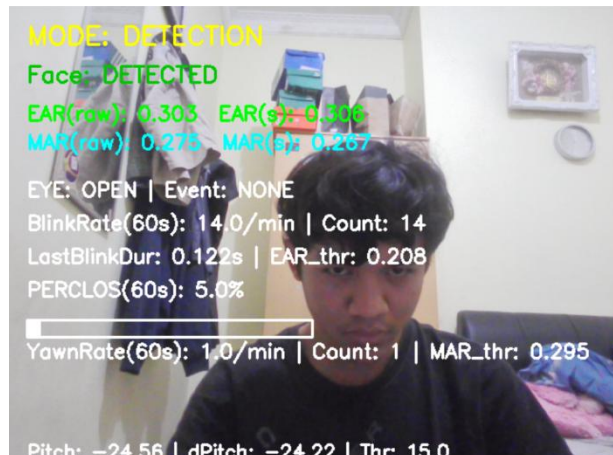 MODE: DETECTION
Face: DETECTED
EAR(raw): 0.303 EAR(s): 0.306
MAR(raw): 0.275 MAR(s): 0.267
EYE: OPEN | Event: NONE
BlinkRate(60s): 14.0/min | Count: 14
LastBlinkDur: 0.122s | EAR_thr: 0.208
PERCLOS(60s): 5.0%
YawnRate(60s): 1.0/min | Count: 1 | MAR_thr: 0.295
Pitch: -24.56 | dPitch: -24.22 | Thr: 15.0